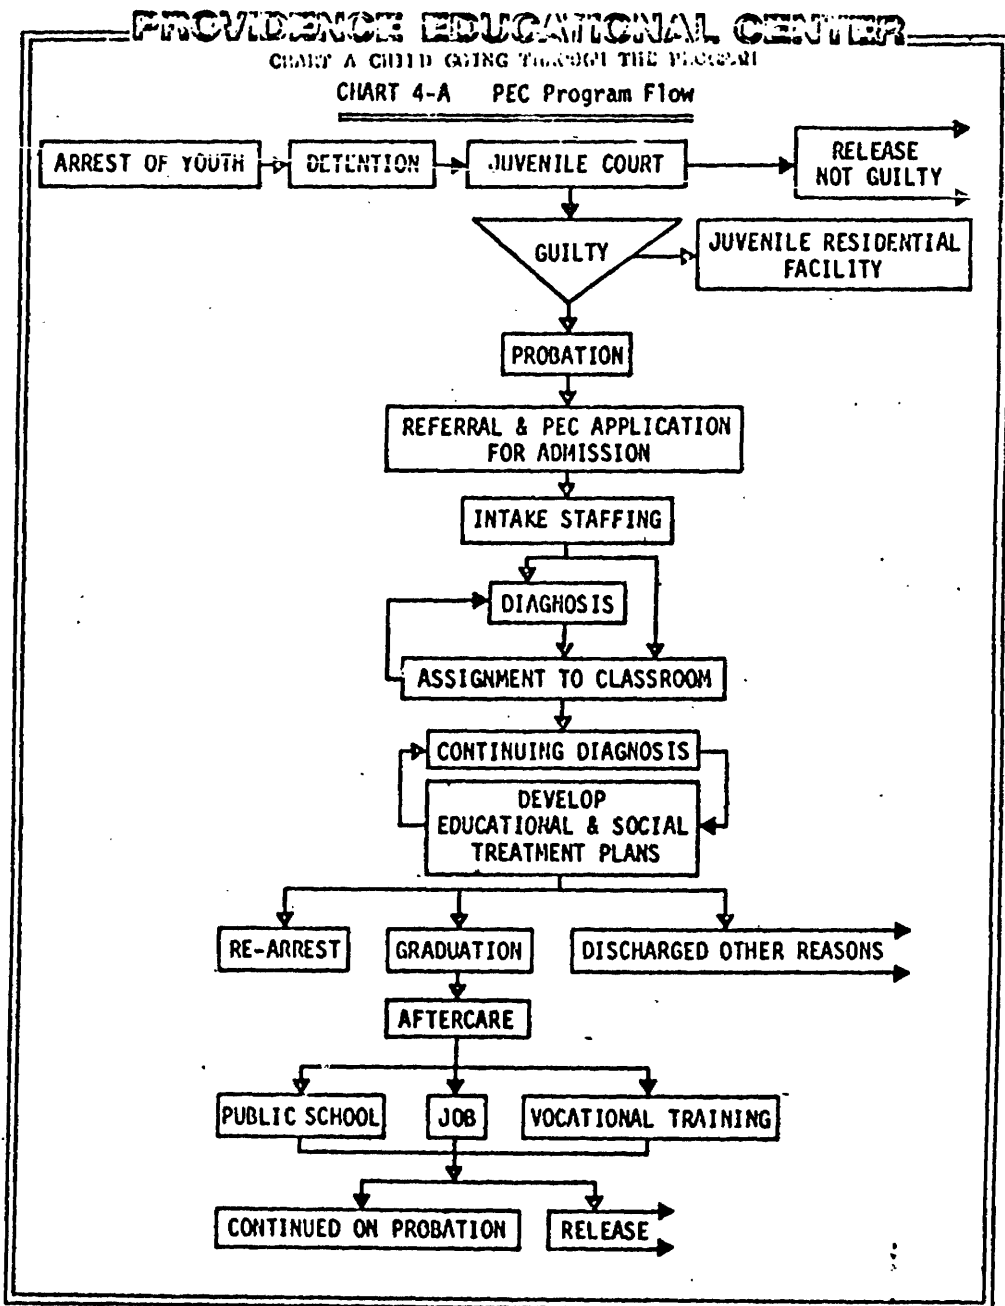 PROVIDENCE EDUCATIONAL CENTER
CHART A CHILD GOING THROUGH THE PROGRAM
CHART 4-A PEC Program Flow
ARREST OF YOUTH
DETENTION
JUVENILE COURT
RELEASE
NOT GUILTY
GUILTY
JUVENILE RESIDENTIAL
FACILITY
PROBATION
REFERRAL & PEC APPLICATION
FOR ADMISSION
INTAKE STAFFING
DIAGNOSIS
ASSIGNMENT TO CLASSROOM
CONTINUING DIAGNOSIS
DEVELOP
EDUCATIONAL & SOCIAL
TREATMENT PLANS
RE-ARREST
GRADUATION
DISCHARGED OTHER REASONS
AFTERCARE
PUBLIC SCHOOL
JOB
VOCATIONAL TRAINING
CONTINUED ON PROBATION
RELEASE